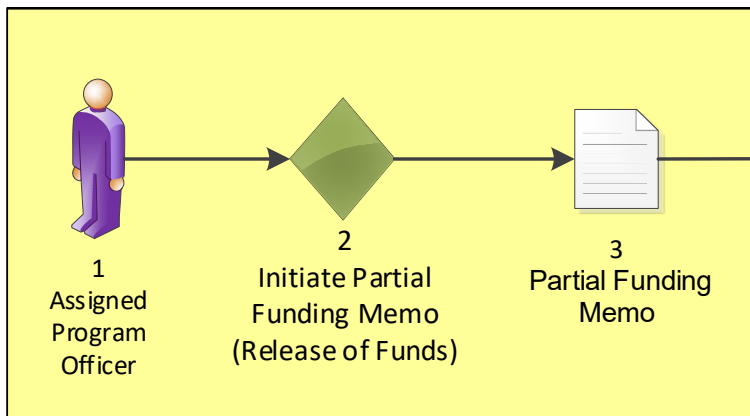 1
Assigned
Program
Officer
2
Initiate Partial
Funding Memo
(Release of Funds)
3
Partial Funding
Memo